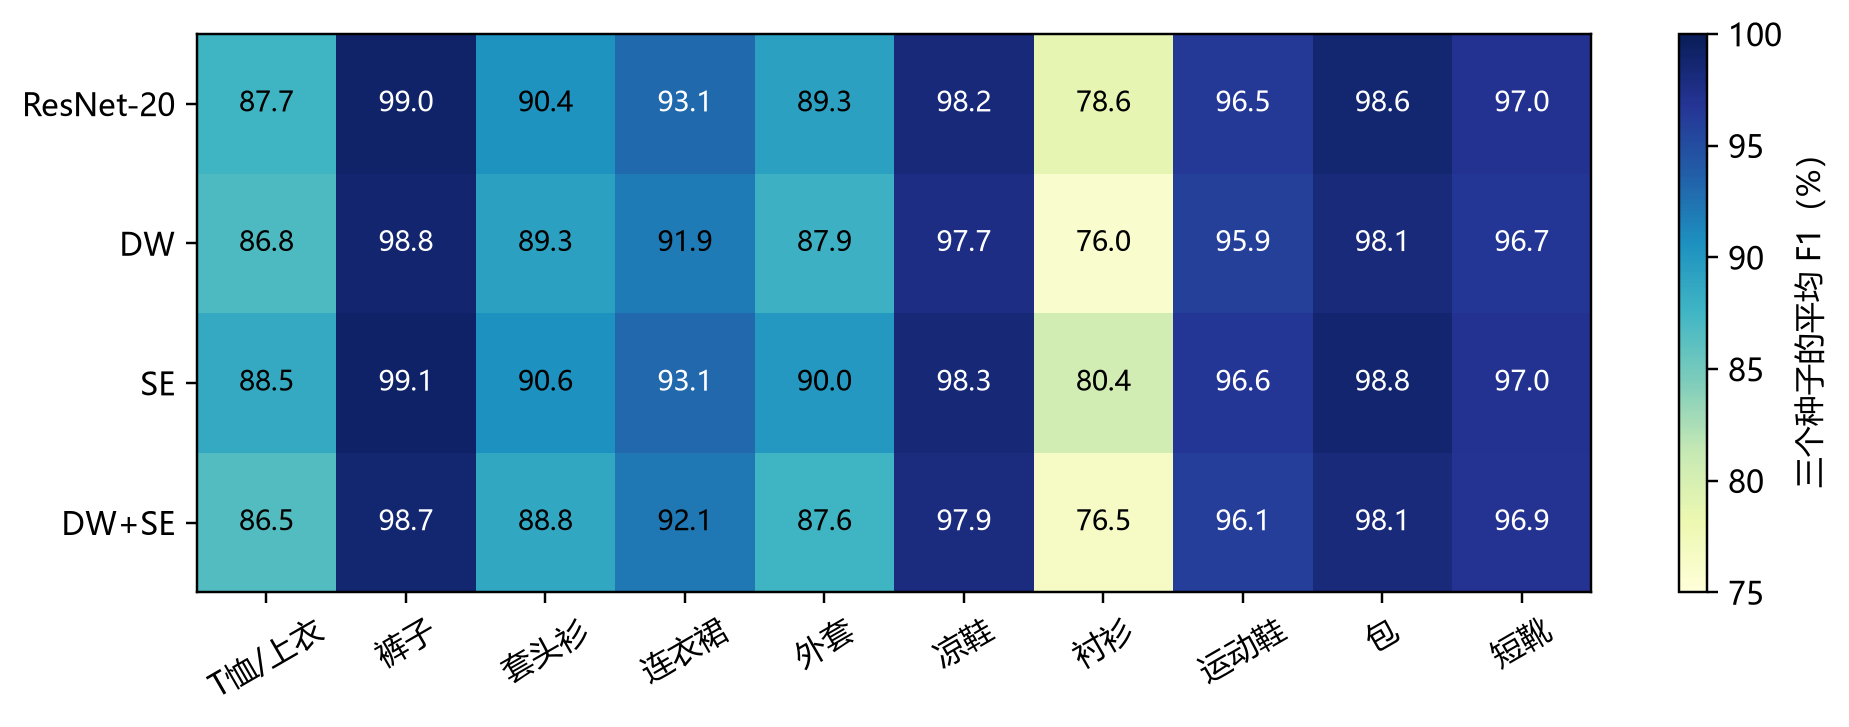 ResNet-20 87.7 99.0 90.4 93.1 89.3 98.2 78.6 96.5 98.6 97.0
DW 86.8 98.8 89.3 91.9 87.9 97.7 76.0 95.9 98.1 96.7
SE 88.5 99.1 90.6 93.1 90.0 98.3 80.4 96.6 98.8 97.0
DW+SE 86.5 98.7 88.8 92.1 87.6 97.9 76.5 96.1 98.1 96.9
T恤/上衣 裤子 套头衫 连衣裙 外套 凉鞋 衬衫 运动鞋 包 短靴
100
95
90
85
80
75
三个种子的平均 F1（%）